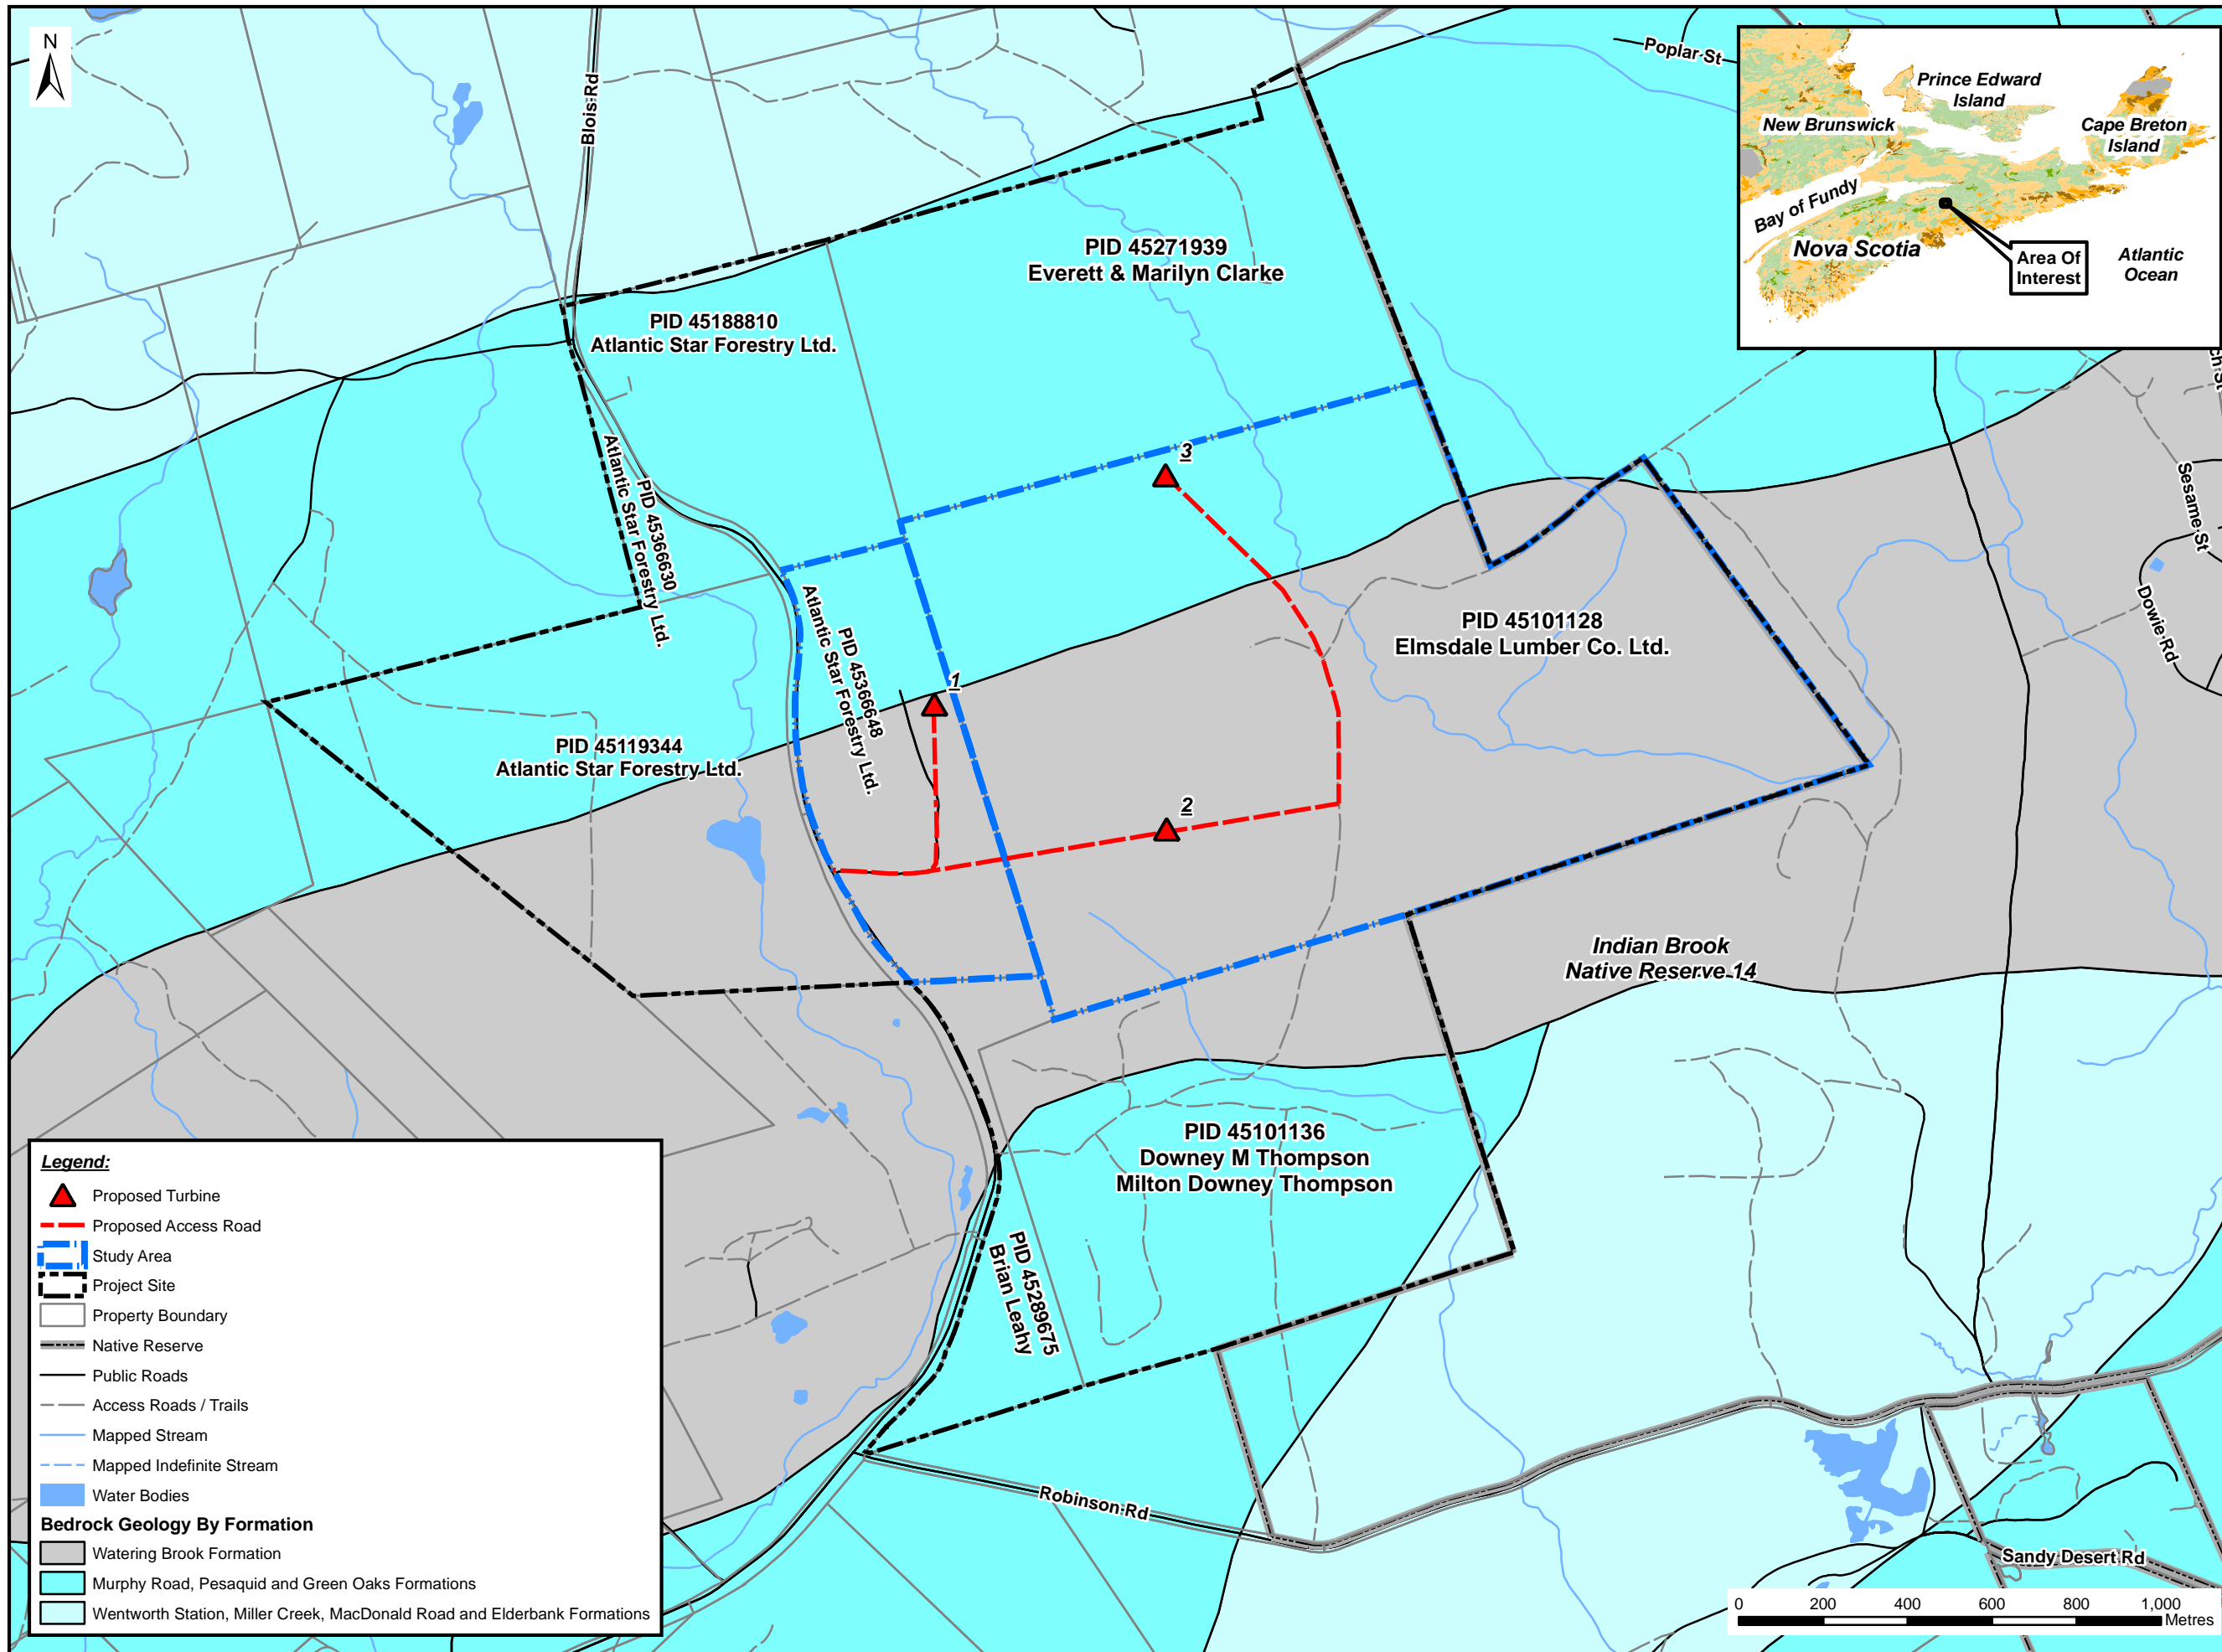 N
Blois Rd
Poplar St
Prince Edward
Island
New Brunswick
Cape Breton
Island
Bay of Fundy
Nova Scotia
Area Of
Interest
Atlantic
Ocean
PID 45271939
Everett & Marilyn Clarke
PID 45188810
Atlantic Star Forestry Ltd.
PID 45366630
Atlantic Star Forestry Ltd.
3
Sesame St
Dowie Rd
PID 45101128
Elmsdale Lumber Co. Ltd.
PID 45366648
Atlantic Star Forestry Ltd.
1
PID 45119344
Atlantic Star Forestry Ltd.
2
Indian Brook
Native Reserve 14
PID 45101136
Downey M Thompson
Milton Downey Thompson
PID 45289675
Brian Leahy
Robinson Rd
Sandy Desert Rd
Legend:
Proposed Turbine
Proposed Access Road
Study Area
Project Site
Property Boundary
Native Reserve
Public Roads
Access Roads / Trails
Mapped Stream
Mapped Indefinite Stream
Water Bodies
Bedrock Geology By Formation
Watering Brook Formation
Murphy Road, Pesaquid and Green Oaks Formations
Wentworth Station, Miller Creek, MacDonald Road and Elderbank Formations
0 200 400 600 800 1,000
Metres